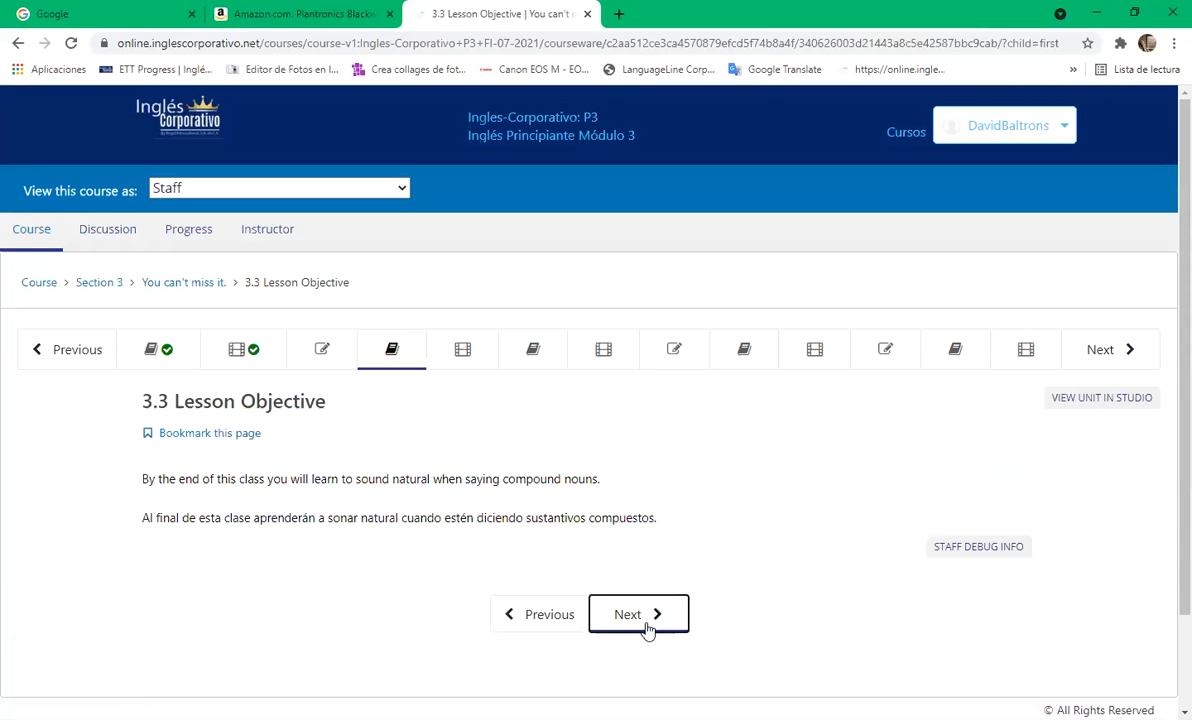 Google
Amazon.com: Plantronics Blackw
3.3 Lesson Objective | You can't m
online.inglescorporativo.net/courses/course-v1:Ingles-Corporativo+P3+FI-07-2021/courseware/c2aa512ce3ca4570879efcd5f74b8a4f/340626003d21443a8c5e42587bbc9cab/?child=first
Aplicaciones
ETT Progress | Inglé...
Editor de Fotos en l...
Crea collages de fot...
Canon EOS M - EO...
LanguageLine Corp...
Google Translate
https://online.ingle...
»
Lista de lectura
Inglés
Corporativo
Ingles-Corporativo: P3
Inglés Principiante Módulo 3
Cursos
DavidBaltrons
View this course as:
Staff
Course
Discussion
Progress
Instructor
Course > Section 3 > You can't miss it. > 3.3 Lesson Objective
Previous
Next
3.3 Lesson Objective
VIEW UNIT IN STUDIO
Bookmark this page
By the end of this class you will learn to sound natural when saying compound nouns.
Al final de esta clase aprenderán a sonar natural cuando estén diciendo sustantivos compuestos.
STAFF DEBUG INFO
Previous
Next
© All Rights Reserved